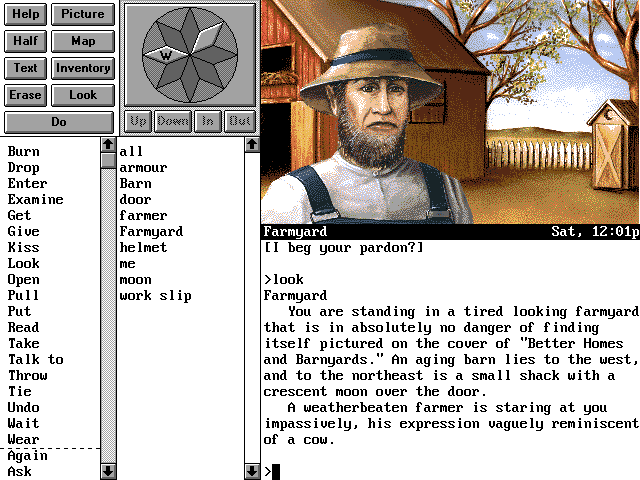 Help Picture
Half Map
Text Inventory
Erase Look
Do
W
Up Down In Out
Burn
Drop
Enter
Examine
Get
Give
Kiss
Look
Open
Pull
Put
Read
Take
Talk to
Throw
Tie
Undo
Wait
Wear
Again
Ask
all
armour
Barn
door
farmer
Farmyard
helmet
me
moon
work slip
Farmyard Sat, 12:01p
[I beg your pardon?]
>look
Farmyard
You are standing in a tired looking farmyard
that is in absolutely no danger of finding
itself pictured on the cover of "Better Homes
and Barnyards." An aging barn lies to the west,
and to the northeast is a small shack with a
crescent moon over the door.
A weatherbeaten farmer is staring at you
impassively, his expression vaguely reminiscent
of a cow.
>